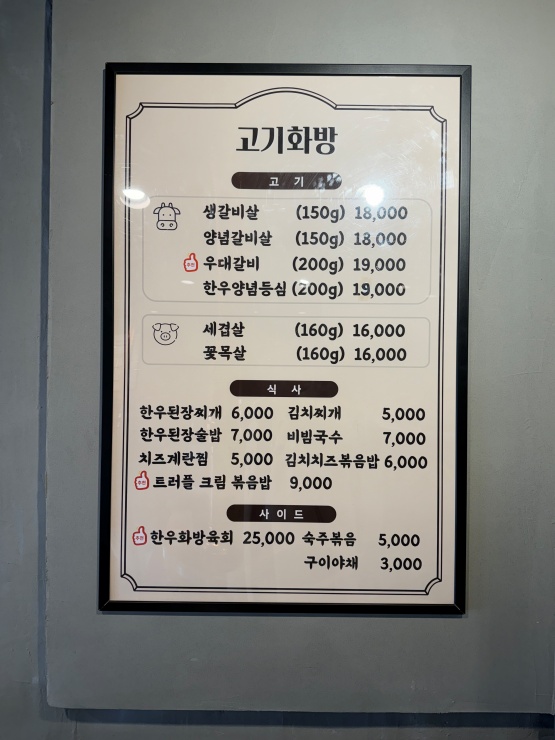 고기화방
고 기
생갈비살 (150g) 18,000
양념갈비살 (150g) 18,000
추천 우대갈비 (200g) 19,000
한우양념등심 (200g) 19,000
세겹살 (160g) 16,000
꽃목살 (160g) 16,000
식 사
한우된장찌개 6,000 김치찌개 5,000
한우된장술밥 7,000 비빔국수 7,000
치즈계란찜 5,000 김치치즈볶음밥 6,000
추천 트러플 크림 볶음밥 9,000
사 이 드
추천 한우화방육회 25,000 숙주볶음 5,000
구이야채 3,000